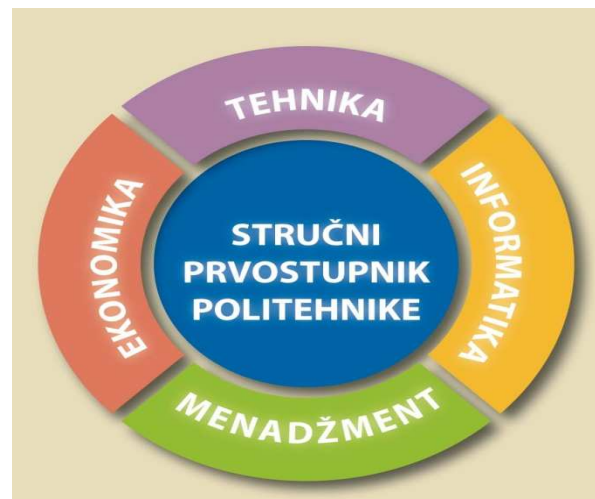 TEHNIKA
EKONOMIKA
STRUČNI
PRVOSTUPNIK
POLITEHNIKE
INFORMATIKA
MENADŽMENT